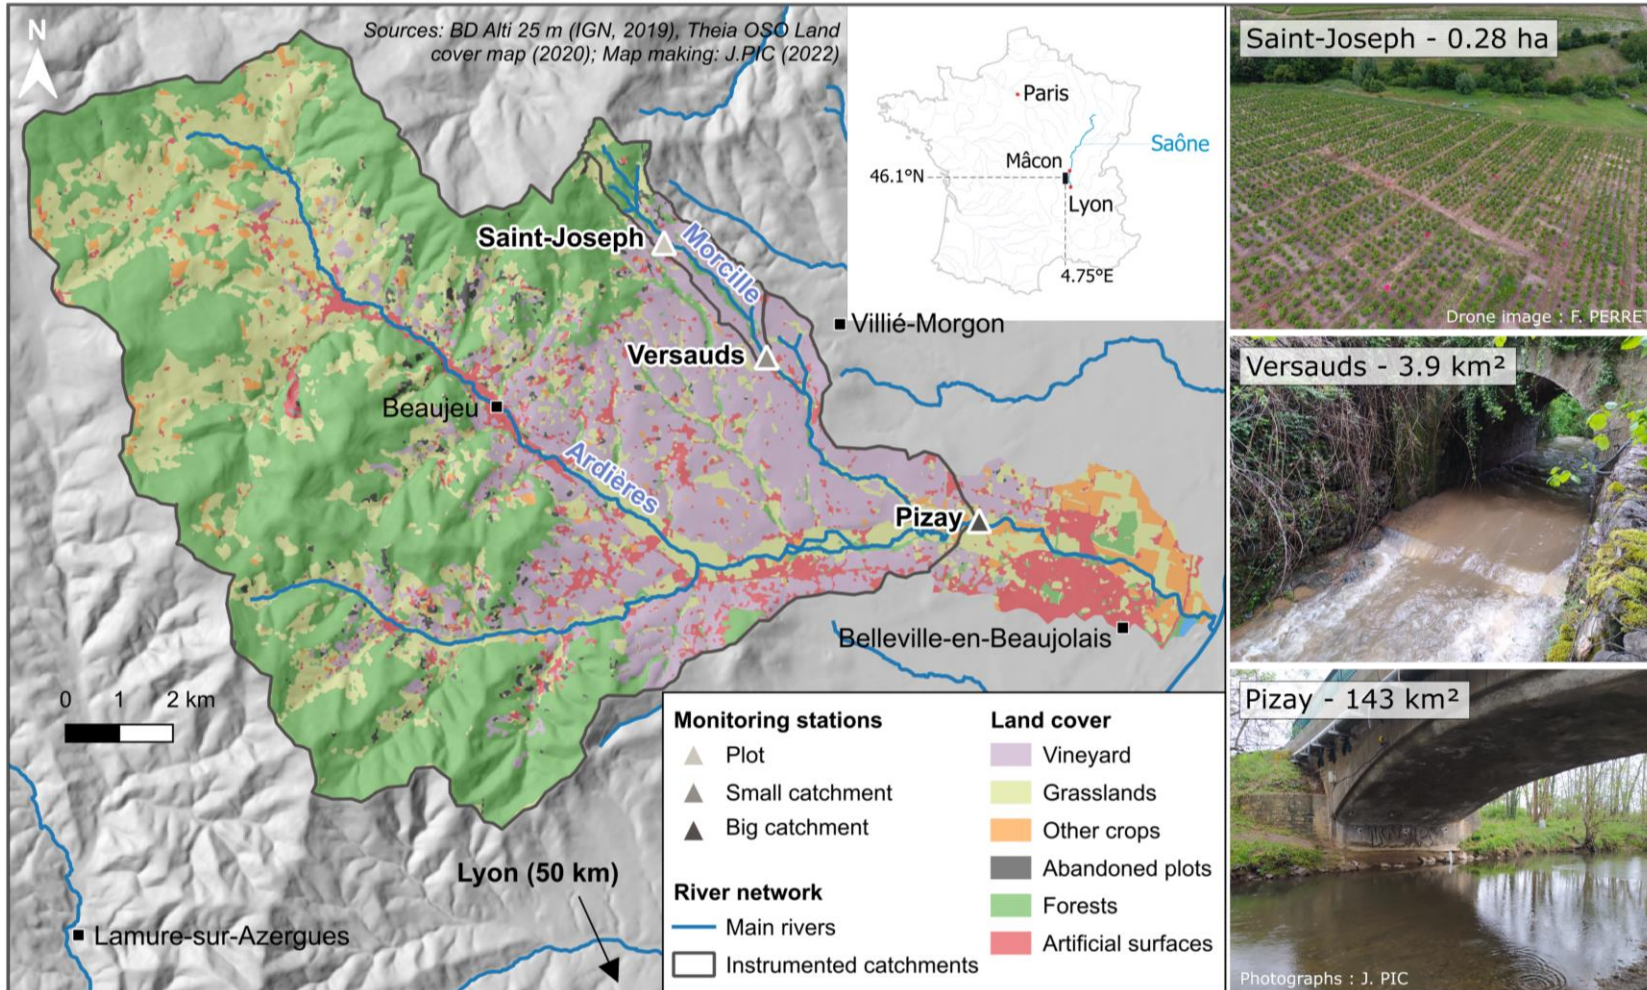 N
Sources: BD Alti 25 m (IGN, 2019), Theia OSO Land
cover map (2020); Map making: J.PIC (2022)
Paris
Saône
Mâcon
46.1°N
Lyon
4.75°E
Saint-Joseph
Morcille
Villié-Morgon
Versauds
Beaujeu
Ardières
Pizay
Belleville-en-Beaujolais
0 1 2 km
Lyon (50 km)
Lamure-sur-Azergues
Monitoring stations
Plot
Small catchment
Big catchment
River network
Main rivers
Instrumented catchments
Land cover
Vineyard
Grasslands
Other crops
Abandoned plots
Forests
Artificial surfaces
Saint-Joseph - 0.28 ha
Drone image : F. PERRET
Versauds - 3.9 km²
Pizay - 143 km²
Photographs : J. PIC